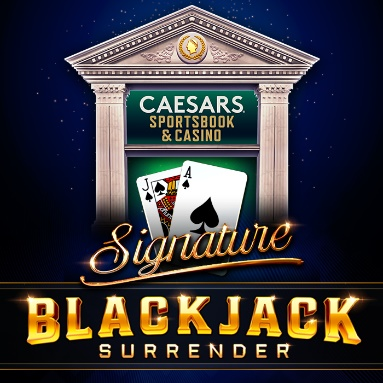 CAESARS
SPORTSBOOK
& CASINO
J A
Signature
BLACKJACK
SURRENDER